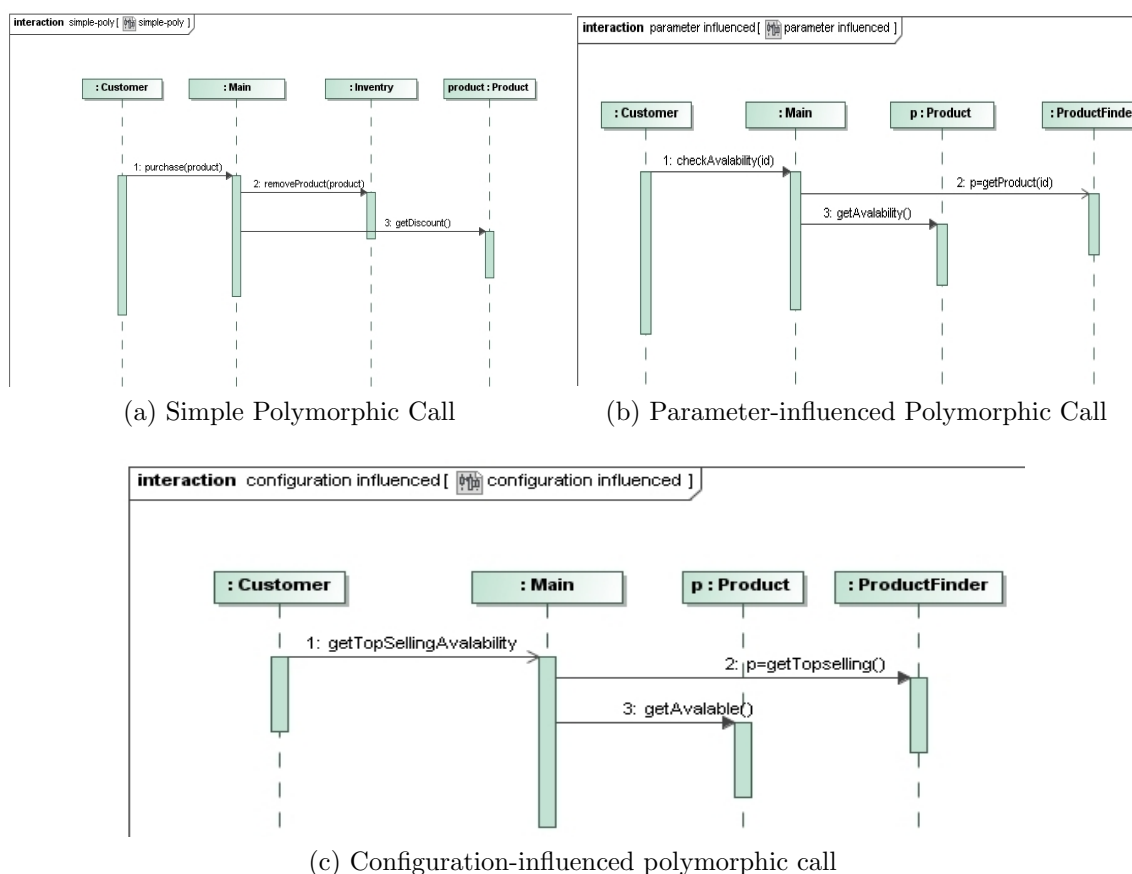 interaction simple-poly[ simple-poly ]
: Customer : Main : Inventry product : Product
1: purchase(product)
2: removeProduct(product)
3: getDiscount()
(a) Simple Polymorphic Call
interaction parameter influenced[ parameter influenced ]
: Customer : Main p : Product : ProductFinder
1: checkAvalability(id)
2: p=getProduct(id)
3: getAvalability()
(b) Parameter-influenced Polymorphic Call
interaction configuration influenced[ configuration influenced ]
: Customer : Main p : Product : ProductFinder
1: getTopSellingAvalability
2: p=getTopselling()
3: getAvalable()
(c) Configuration-influenced polymorphic call